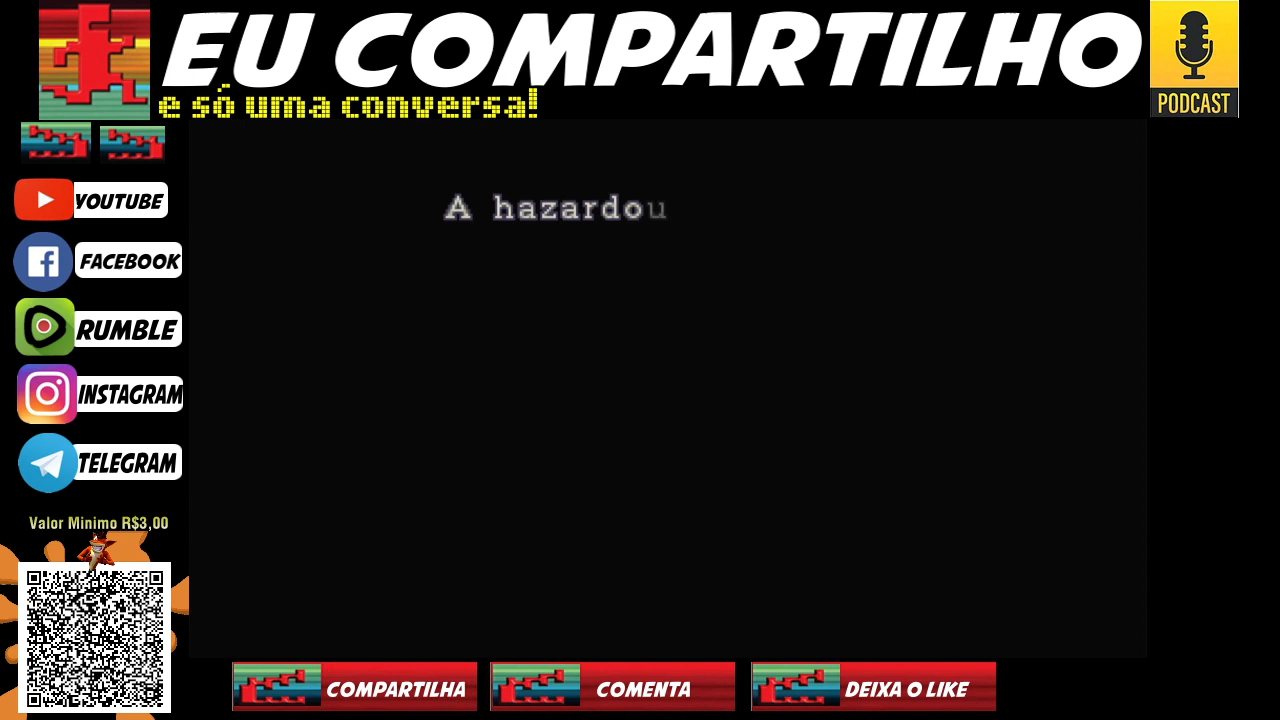 EU COMPARTILHO
e só uma conversa!
PODCAST
A hazardou
YOUTUBE
FACEBOOK
RUMBLE
INSTAGRAM
TELEGRAM
Valor Minimo R$3,00
COMPARTILHA
COMENTA
DEIXA O LIKE